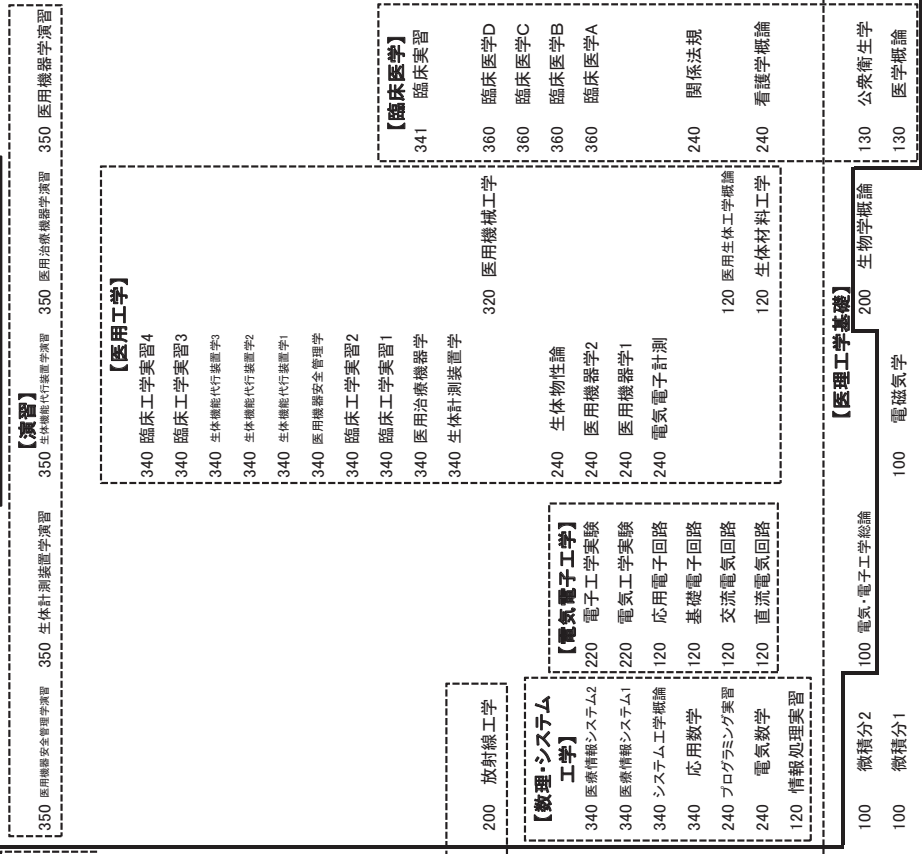 【演習】
350 医用機器安全管理学演習
350 生体計測装置学演習
350 生体機能代行装置学演習
350 医用治療機器学演習
350 医用機器学演習
【医用工学】
340 臨床工学実習4
340 臨床工学実習3
340 生体機能代行装置学3
340 生体機能代行装置学2
340 生体機能代行装置学1
340 医用機器安全管理学
340 臨床工学実習2
340 臨床工学実習1
340 医用治療機器学
340 生体計測装置学
320 医用機械工学
240 生体物性論
240 医用機器学2
240 医用機器学1
240 電気電子計測
120 医用生体工学概論
120 生体材料工学
【臨床医学】
341 臨床実習
360 臨床医学D
360 臨床医学C
360 臨床医学B
360 臨床医学A
240 関係法規
240 看護学概論
130 公衆衛生学
130 医学概論
200 放射線工学
【数理・システム
工学】
340 医療情報システム2
340 医療情報システム1
340 システム工学概論
340 応用数学
240 プログラミング実習
240 電気数学
120 情報処理実習
【電気電子工学】
220 電子工学実験
220 電気工学実験
120 応用電子回路
120 基礎電子回路
120 交流電気回路
120 直流電気回路
【医理工学基礎】
100 微積分2
100 電気・電子工学総論
200 生物学概論
100 微積分1
100 電磁気学